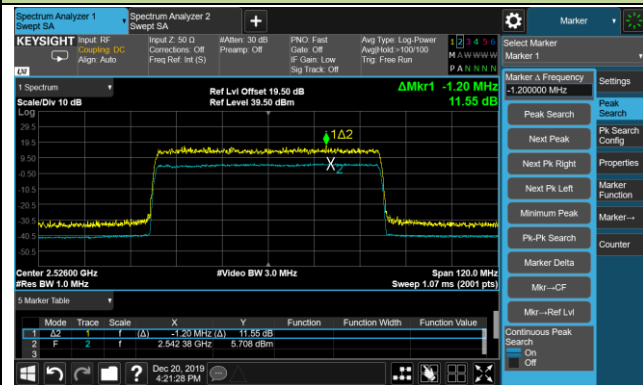 Spectrum Analyzer 1
Swept SA
Spectrum Analyzer 2
Swept SA
+
Marker
KEYSIGHT
Input: RF
Coupling: DC
Align: Auto
Input Z: 50 Ω
Corrections: Off
Freq Ref: Int (S)
#Atten: 30 dB
Preamp: Off
PNO: Fast
Gate: Off
IF Gain: Low
Sig Track: Off
Avg Type: Log-Power
Avg|Hold:>100/100
Trig: Free Run
1 2 3 4 5 6
M A W W W W
P A N N N N
LXI
Select Marker
Marker 1
Marker Δ Frequency
-1.200000 MHz
Settings
Peak Search
Next Peak
Next Pk Right
Next Pk Left
Minimum Peak
Pk-Pk Search
Marker Delta
Mkr→CF
Mkr→Ref Lvl
Continuous Peak
Search
On
Off
Peak
Search
Pk Search
Config
Properties
Marker
Function
Marker→
Counter
1 Spectrum
Scale/Div 10 dB
Log
Ref Lvl Offset 19.50 dB
Ref Level 39.50 dBm
ΔMkr1 -1.20 MHz
11.55 dB
29.5
19.5
9.50
-0.50
-10.5
-20.5
-30.5
-40.5
-50.5
1Δ2
X2
Center 2.52600 GHz
#Res BW 1.0 MHz
#Video BW 3.0 MHz
Span 120.0 MHz
Sweep 1.07 ms (2001 pts)
5 Marker Table
Mode Trace Scale X Y Function Function Width Function Value
1 Δ2 1 f (Δ) -1.20 MHz (Δ) 11.55 dB
2 F 2 f 2.542 38 GHz 5.708 dBm
3
?
Dec 20, 2019
4:21:28 PM